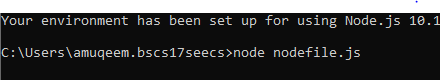 Your environment has been set up for using Node.js 10.1
C:\Users\amuqeem.bscs17seecs>node nodefile.js